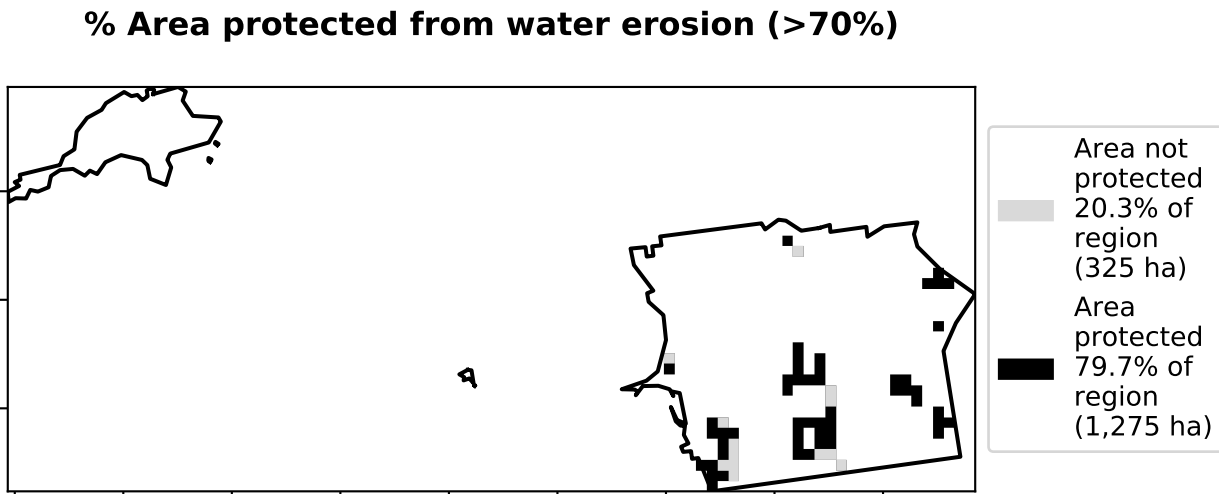 % Area protected from water erosion (>70%)
Area not
protected
20.3% of
region
(325 ha)
Area
protected
79.7% of
region
(1,275 ha)